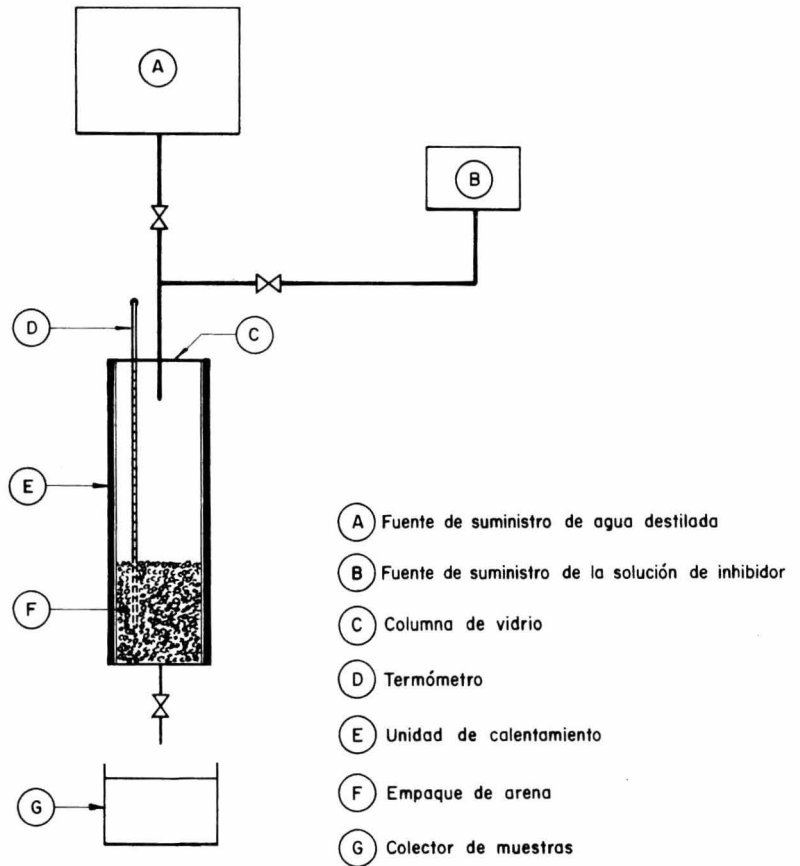 A
B
D
C
E
F
G
A Fuente de suministro de agua destilada
B Fuente de suministro de la solución de inhibidor
C Columna de vidrio
D Termómetro
E Unidad de calentamiento
F Empaque de arena
G Colector de muestras